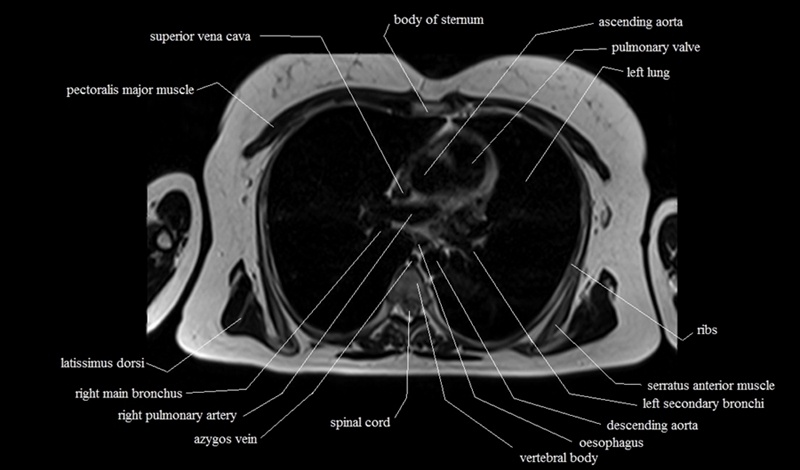 body of sternum
ascending aorta
superior vena cava
pulmonary valve
left lung
pectoralis major muscle
ribs
latissimus dorsi
serratus anterior muscle
right main bronchus
left secondary bronchi
right pulmonary artery
spinal cord
descending aorta
azygos vein
oesophagus
vertebral body